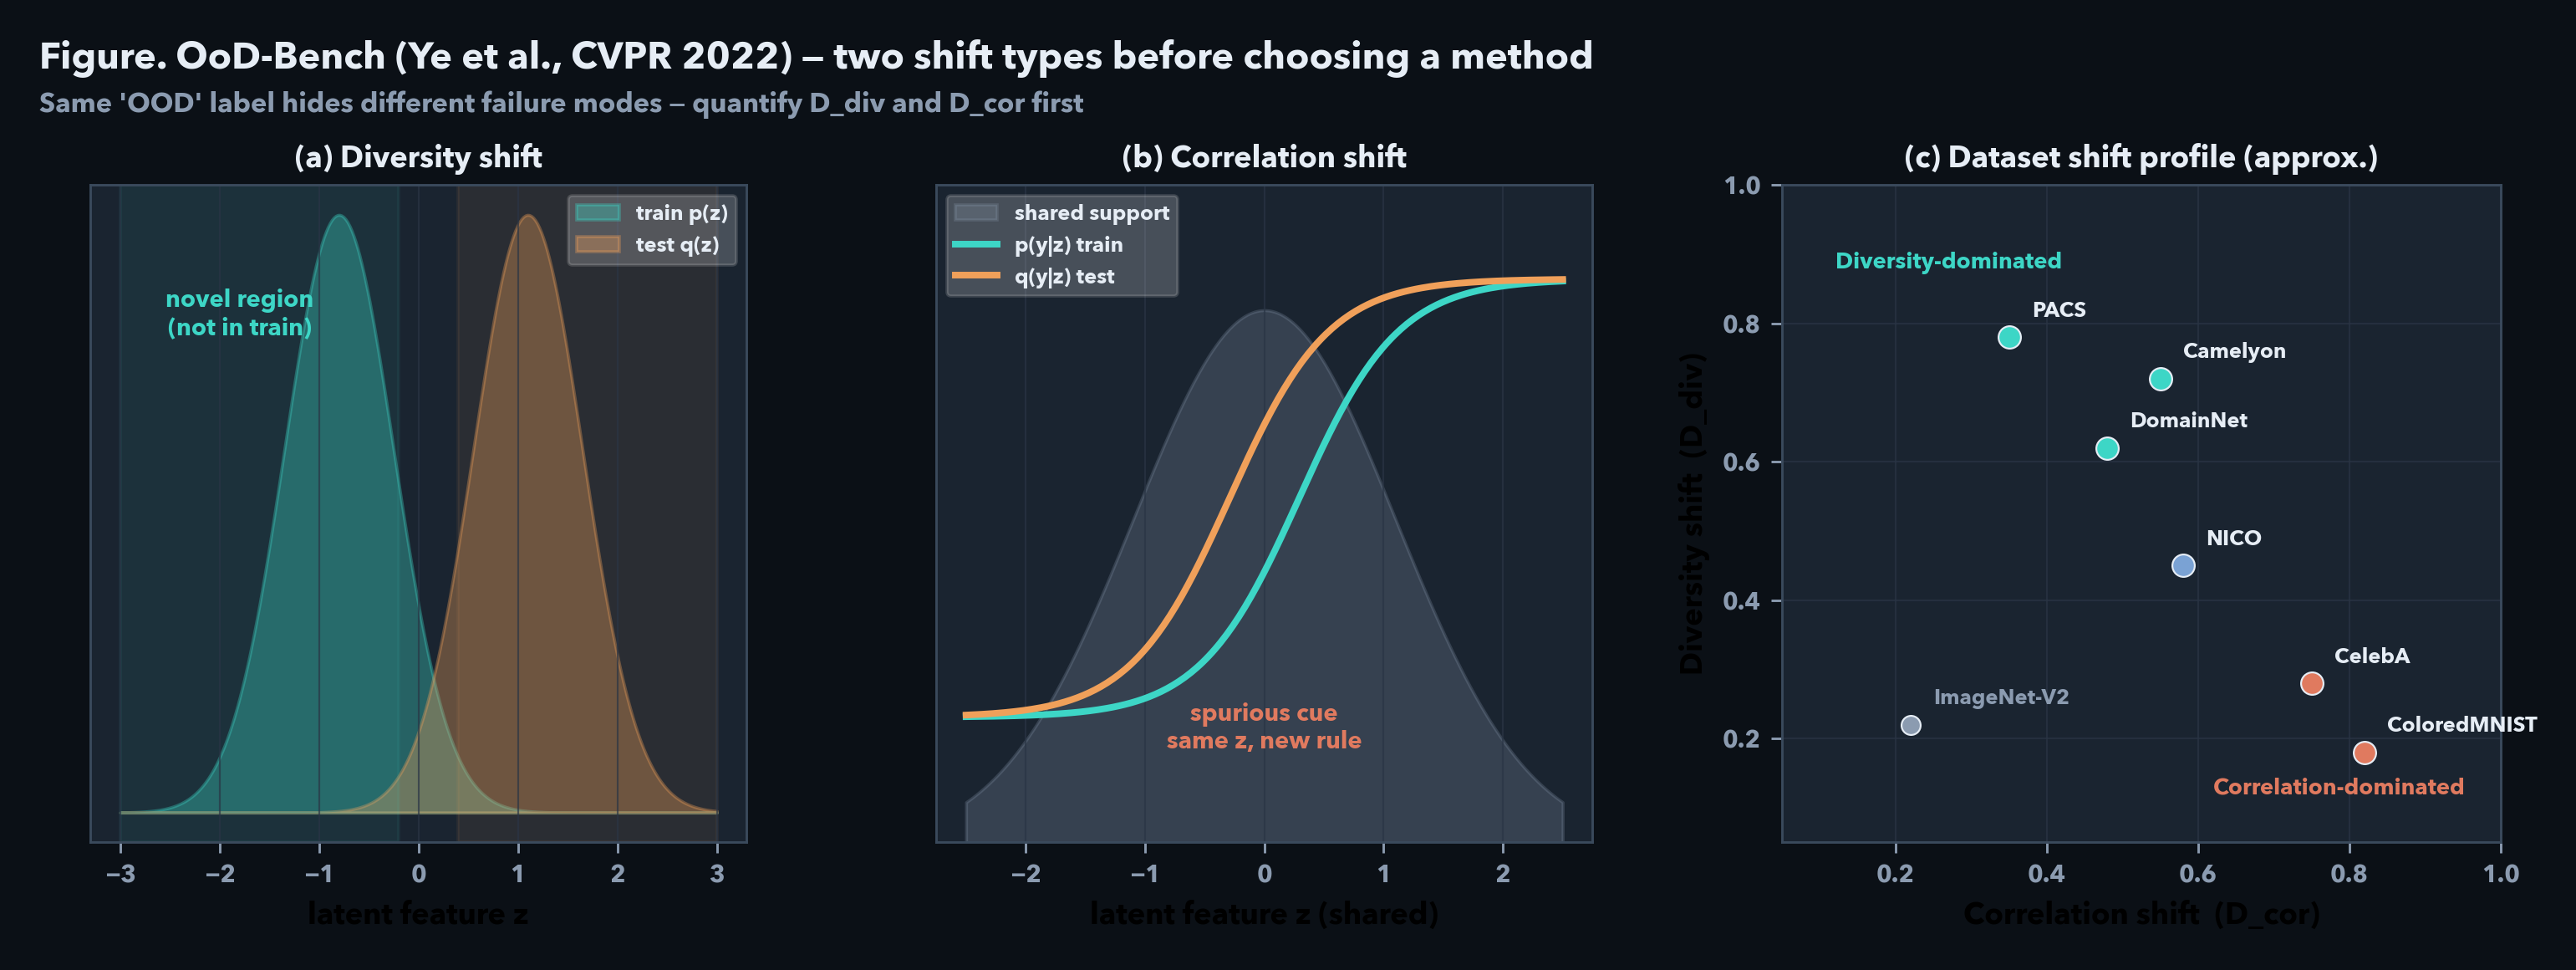 Figure. OoD-Bench (Ye et al., CVPR 2022) – two shift types before choosing a method
Same 'OOD' label hides different failure modes – quantify D_div and D_cor first
(a) Diversity shift
train p(z)
test q(z)
novel region
(not in train)
−3 −2 −1 0 1 2 3
latent feature z
(b) Correlation shift
shared support
p(y|z) train
q(y|z) test
spurious cue
same z, new rule
−2 −1 0 1 2
latent feature z (shared)
(c) Dataset shift profile (approx.)
1.0
0.8
0.6
0.4
0.2
Diversity shift (D_div)
Diversity-dominated
PACS
Camelyon
DomainNet
NICO
CelebA
ImageNet-V2
ColoredMNIST
Correlation-dominated
0.2 0.4 0.6 0.8 1.0
Correlation shift (D_cor)